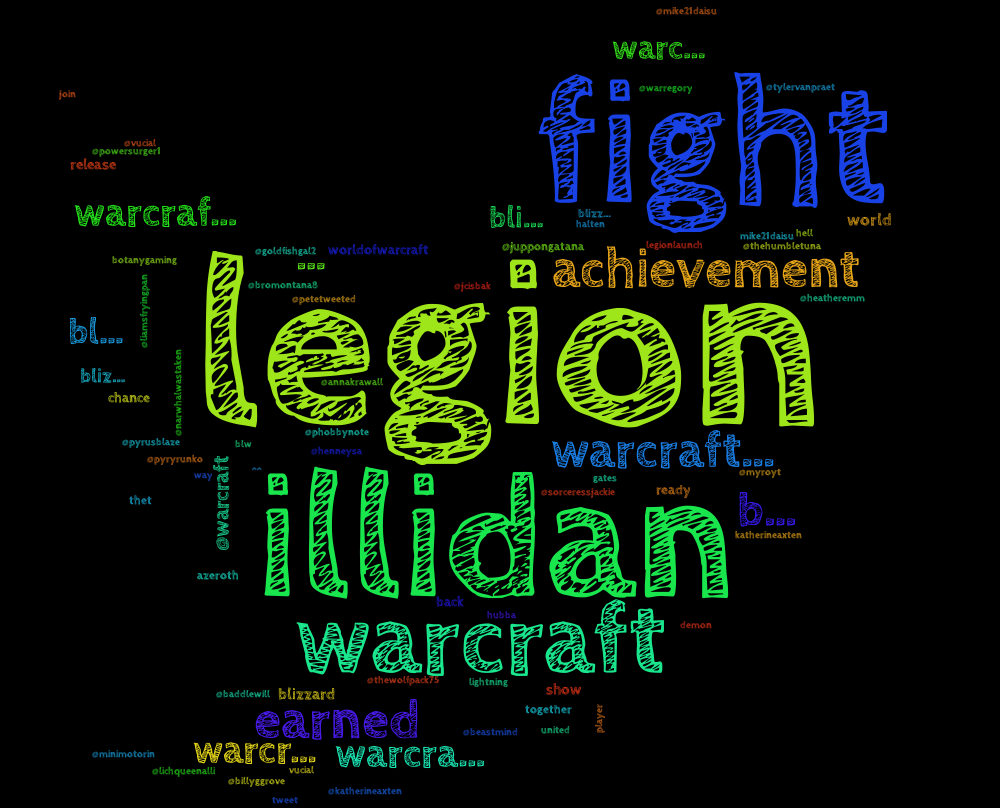 @mike21daisu
warc...
@warregory
@tylervanpraet
fight
join
@vucial
@powersurger1
release
warcraf...
bli...
blizz...
halten
world
mike21daisu
hell
@goldfishgal2
worldofwarcraft
@juppongatana
legionlaunch
@thehumbletuna
botanygaming
...
achievement
@bromontana8
@jcisbak
@petetweeted
@heatheremm
@liamsfryingpan
legion
bl...
bliz...
@annakrawall
chance
@narwhalwastaken
@phobbynote
@pyrusblaze
blw
@henneysa
warcraft...
@pyryrunko
^^
way
gates
@myroyt
@warcraft
illidan
@sorceressjackie
ready
thet
b...
katherineaxten
azeroth
back
hubba
warcraft
demon
@thewolfpack75
lightning
show
@baddlewill
blizzard
together
player
earned
@beastmind
united
@minimotorin
warcr...
warcra...
@lichqueenalli
vucial
@billyggrove
@katherineaxten
tweet